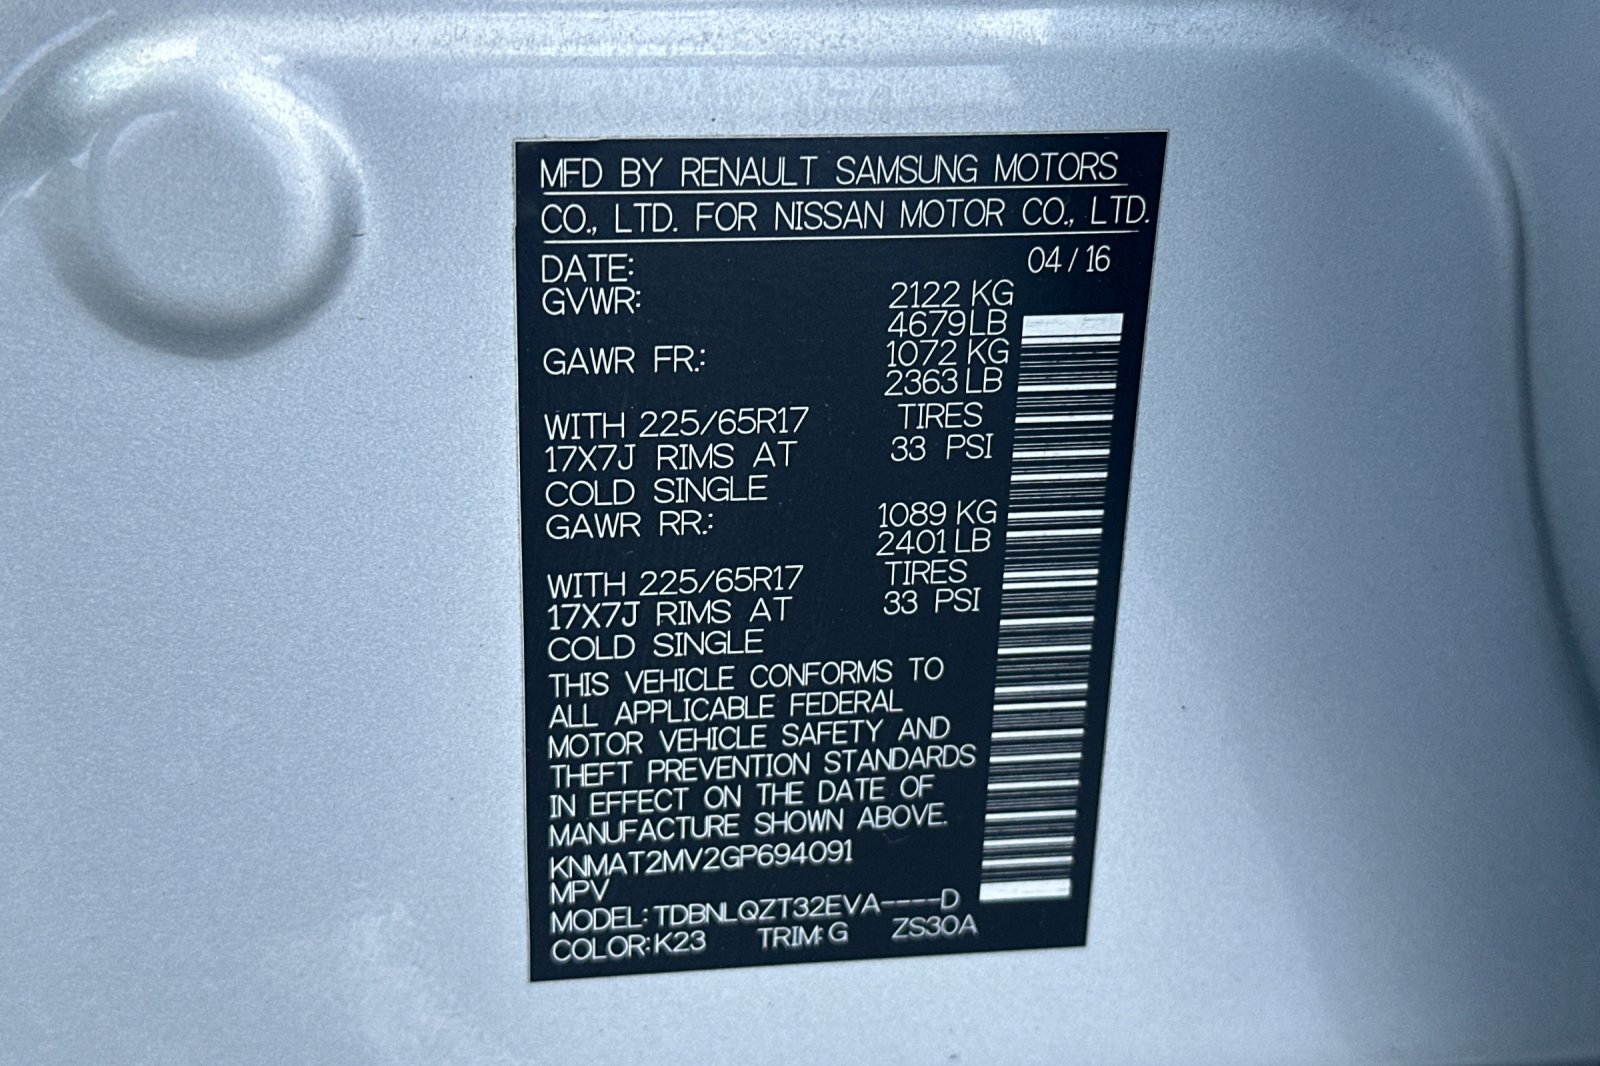 MFD BY RENAULT SAMSUNG MOTORS
CO., LTD. FOR NISSAN MOTOR CO., LTD.
DATE: 04 / 16
GVWR: 2122 KG
4679 LB
GAWR FR.: 1072 KG
2363 LB
WITH 225/65R17 TIRES
17X7J RIMS AT 33 PSI
COLD SINGLE
GAWR RR.: 1089 KG
2401 LB
WITH 225/65R17 TIRES
17X7J RIMS AT 33 PSI
COLD SINGLE
THIS VEHICLE CONFORMS TO
ALL APPLICABLE FEDERAL
MOTOR VEHICLE SAFETY AND
THEFT PREVENTION STANDARDS
IN EFFECT ON THE DATE OF
MANUFACTURE SHOWN ABOVE.
KNMAT2MV2GP694091
MPV
MODEL: TDBNLQZT32EVA----D
COLOR: K23 TRIM: G ZS30A